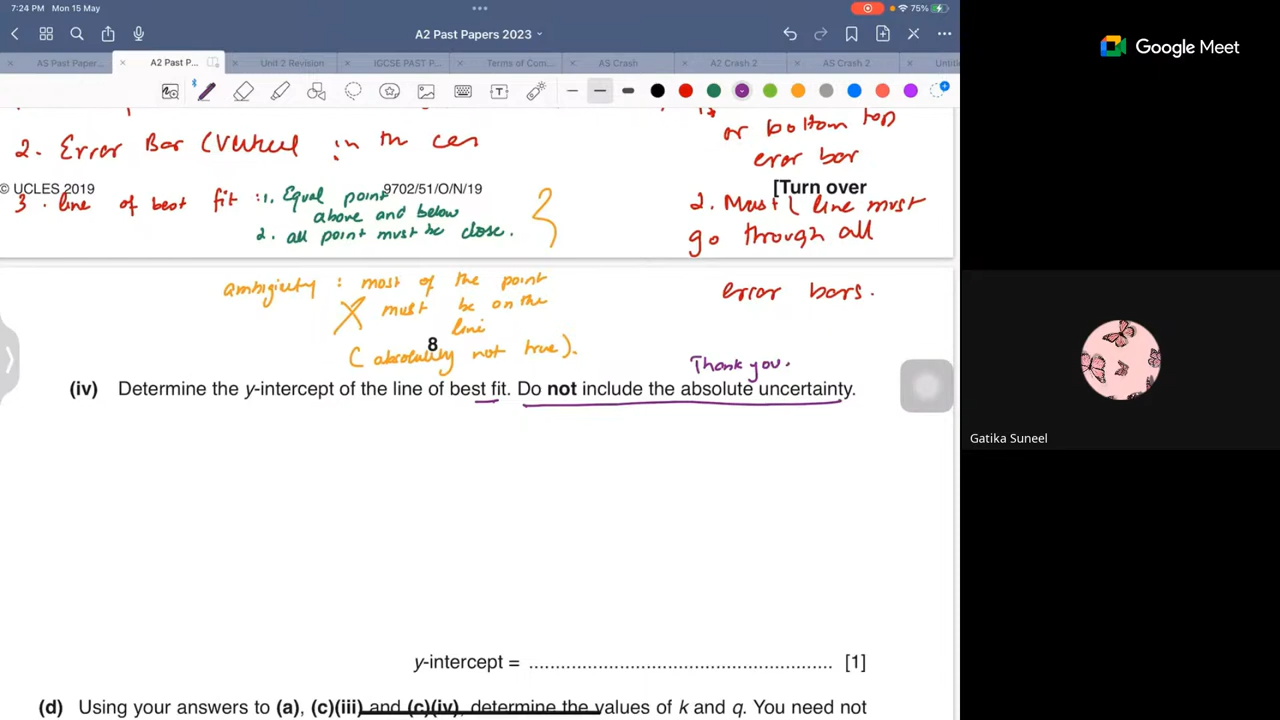 7:24 PM Mon 15 May
75%
A2 Past Papers 2023
Google Meet
AS Past Paper...
A2 Past P...
Unit 2 Revision
IGCSE PAST P...
Terms of Com...
AS Crash
A2 Crash 2
AS Crash 2
Untitl
or bottom top
error bar
2. Error Bar (Vertical in the
© UCLES 2019
9702/51/O/N/19
[Turn over
3. line of best fit : 1. Equal point
above and below
2. all point must be close.
2. Must line must
go through all
error bars.
ambigiuty : most of the point
must be on the
line
(absolutely not true).
8
Thank you.
(iv) Determine the y-intercept of the line of best fit. Do not include the absolute uncertainty.
Gatika Suneel
y-intercept = ............................................................ [1]
(d) Using your answers to (a), (c)(iii) and (c)(iv), determine the values of k and q. You need not